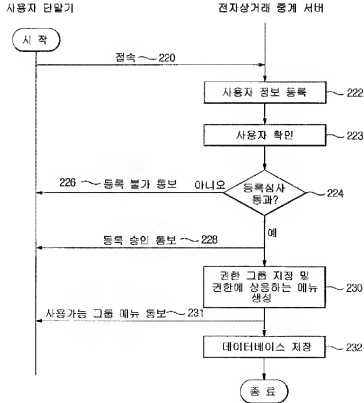 사용자 단말기
전자상거래 중계 서버
시 작
접속
220
사용자 정보 등록
222
사용자 확인
223
226
등록 불가 통보
아니오
등록심사
통과?
224
예
등록 승인 통보
228
권한 그룹 지정 및
권한에 상응하는 메뉴
생성
230
사용가능 그룹 메뉴 통보
231
데이터베이스 저장
232
종 료